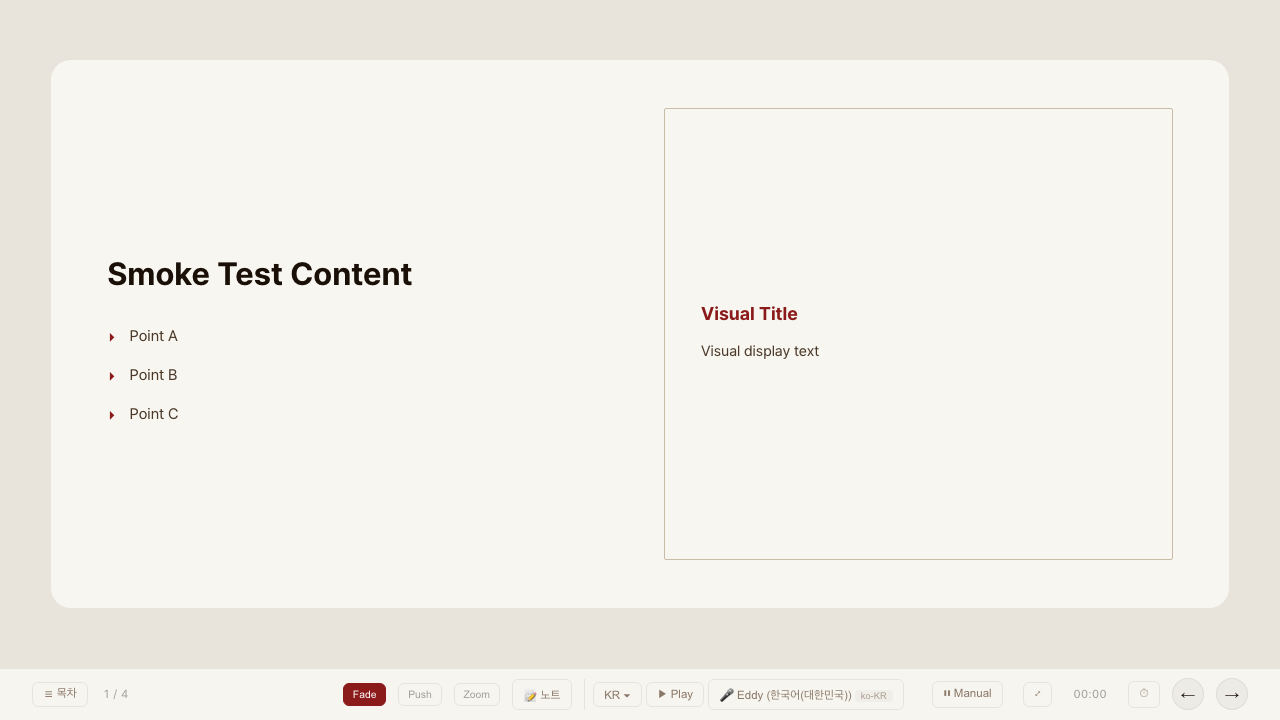 Smoke Test Content
Point A
Point B
Point C
Visual Title
Visual display text
≡ 목차
1 / 4
Fade
Push
Zoom
📝 노트
KR
Play
🎤 Eddy (한국어(대한민국)) ko-KR
Manual
00:00